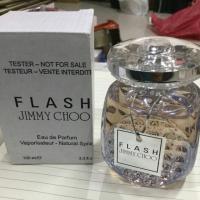 TESTER – NOT FOR SALE
TESTEUR – VENTE INTERDITE
FLASH
JIMMY CHOO
Eau de Parfum
Vaporisateur - Natural Spray
100 ml ℮
FLASH
JIMMY CHOO